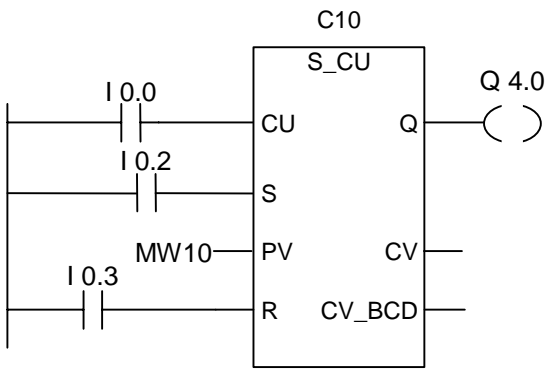 C10
S_CU
I 0.0
Q 4.0
CU
Q
I 0.2
S
MW10
PV
CV
I 0.3
R
CV_BCD